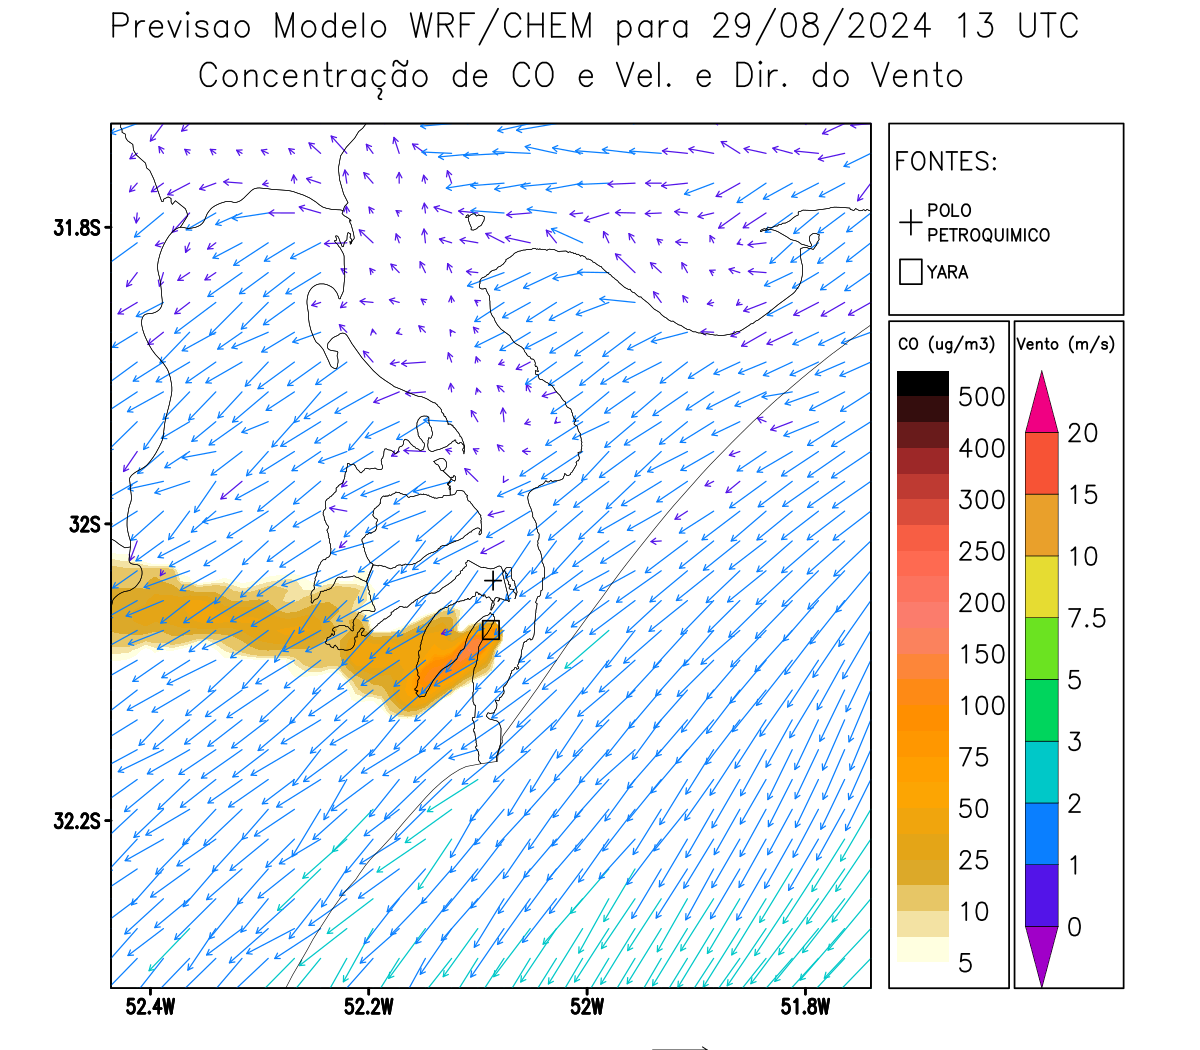 Previsao Modelo WRF/CHEM para 29/08/2024 13 UTC
Concentração de CO e Vel. e Dir. do Vento
FONTES:
POLO
PETROQUIMICO
YARA
CO (ug/m3)
500
400
300
250
200
150
100
75
50
25
10
5
Vento (m/s)
20
15
10
7.5
5
3
2
1
0
31.8S
32S
32.2S
52.4W
52.2W
52W
51.8W